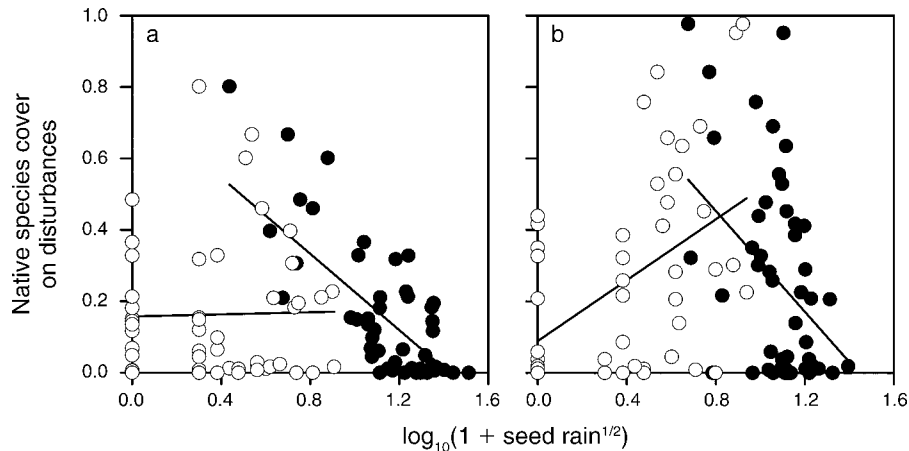 a
b
Native species cover
on disturbances
1.0
0.8
0.6
0.4
0.2
0.0
0.0 0.4 0.8 1.2 1.6
0.0 0.4 0.8 1.2 1.6
log₁₀(1 + seed rain¹ᐟ²)